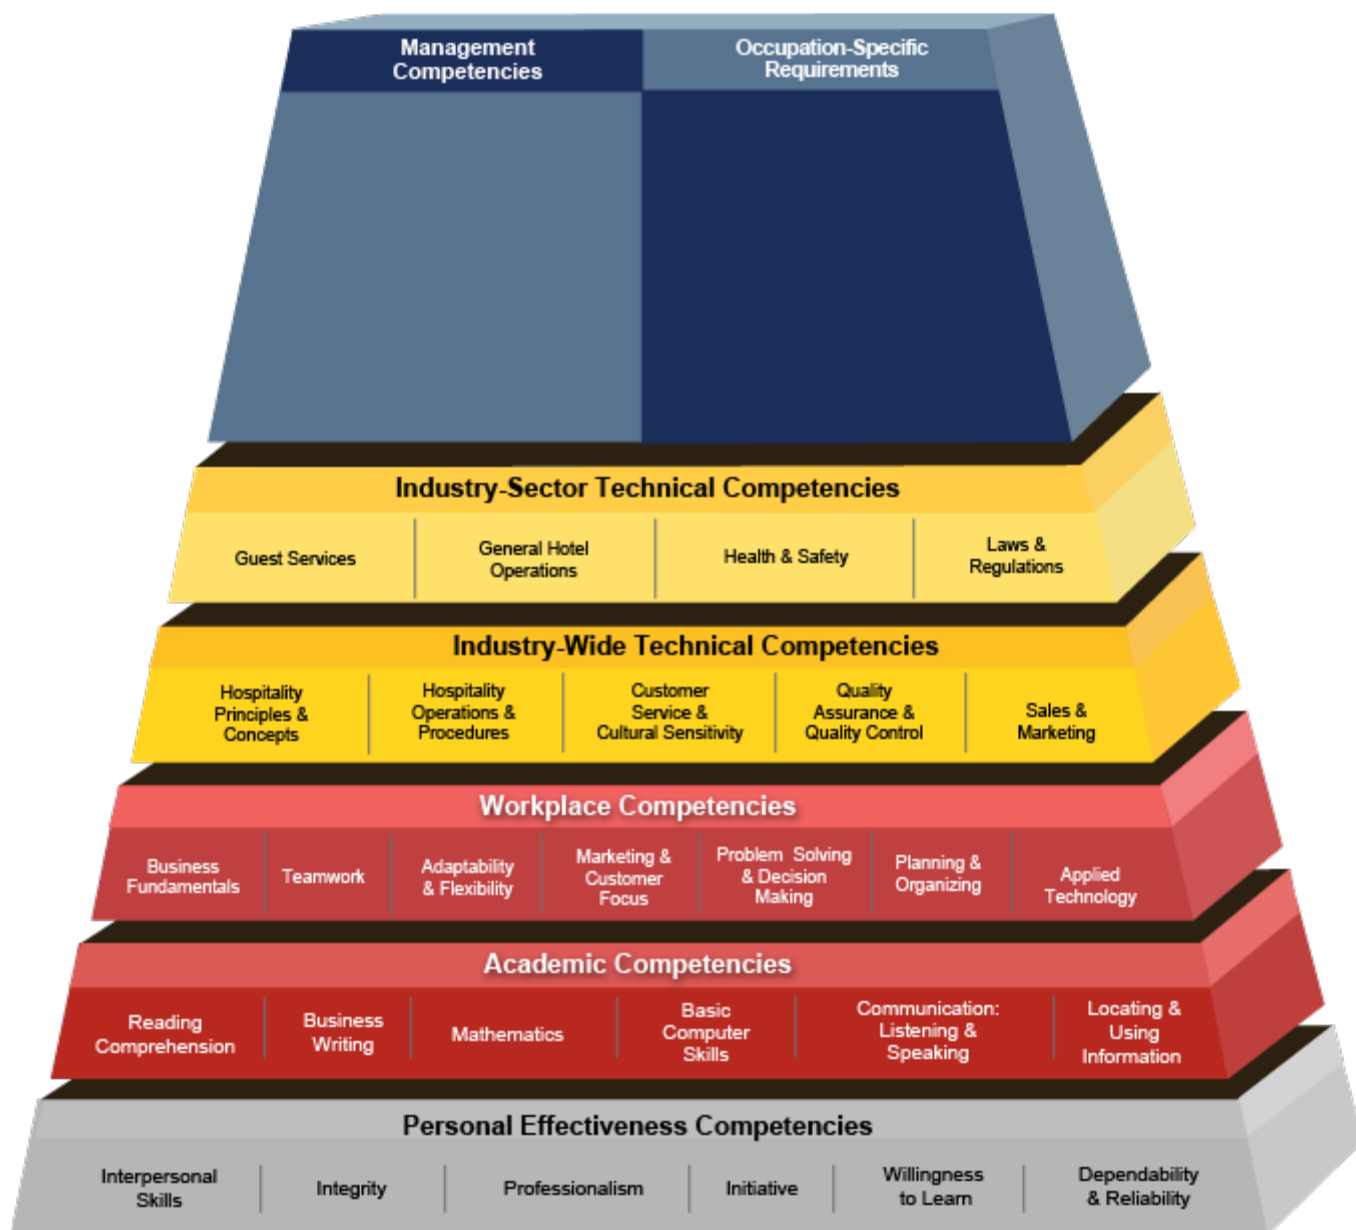 Management
Competencies
Occupation-Specific
Requirements
Industry-Sector Technical Competencies
Guest Services
General Hotel
Operations
Health & Safety
Laws &
Regulations
Industry-Wide Technical Competencies
Hospitality
Principles &
Concepts
Hospitality
Operations &
Procedures
Customer
Service &
Cultural Sensitivity
Quality
Assurance &
Quality Control
Sales &
Marketing
Workplace Competencies
Business
Fundamentals
Teamwork
Adaptability
& Flexibility
Marketing &
Customer
Focus
Problem Solving
& Decision
Making
Planning &
Organizing
Applied
Technology
Academic Competencies
Reading
Comprehension
Business
Writing
Mathematics
Basic
Computer
Skills
Communication:
Listening &
Speaking
Locating &
Using
Information
Personal Effectiveness Competencies
Interpersonal
Skills
Integrity
Professionalism
Initiative
Willingness
to Learn
Dependability
& Reliability